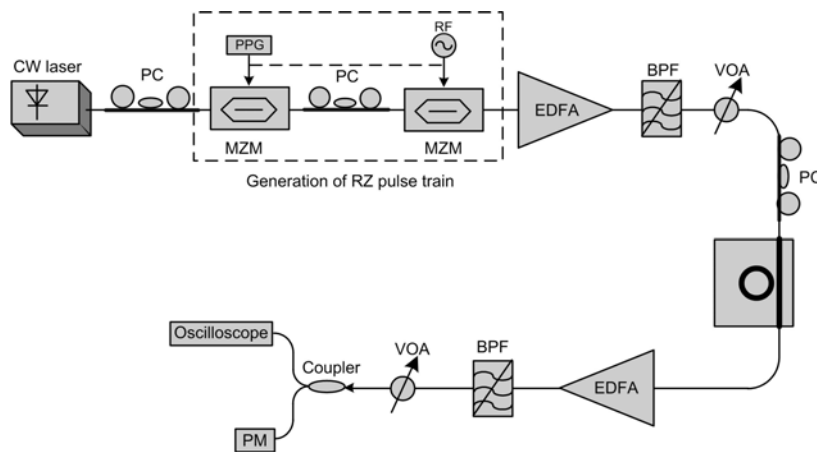 CW laser
PC
PPG
RF
PC
MZM
MZM
Generation of RZ pulse train
EDFA
BPF
VOA
PC
EDFA
BPF
VOA
Coupler
Oscilloscope
PM